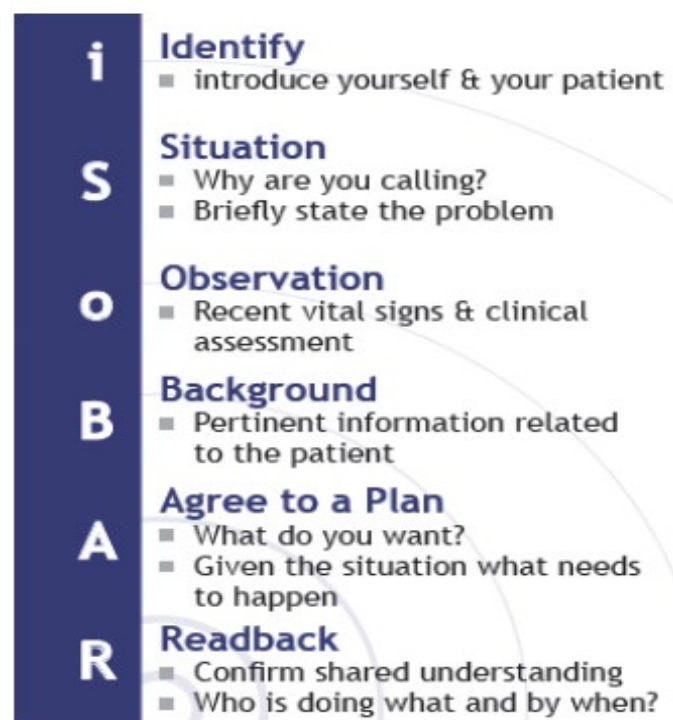 i
Identify
■ introduce yourself & your patient
S
Situation
■ Why are you calling?
■ Briefly state the problem
o
Observation
■ Recent vital signs & clinical
assessment
B
Background
■ Pertinent information related
to the patient
A
Agree to a Plan
■ What do you want?
■ Given the situation what needs
to happen
R
Readback
■ Confirm shared understanding
■ Who is doing what and by when?